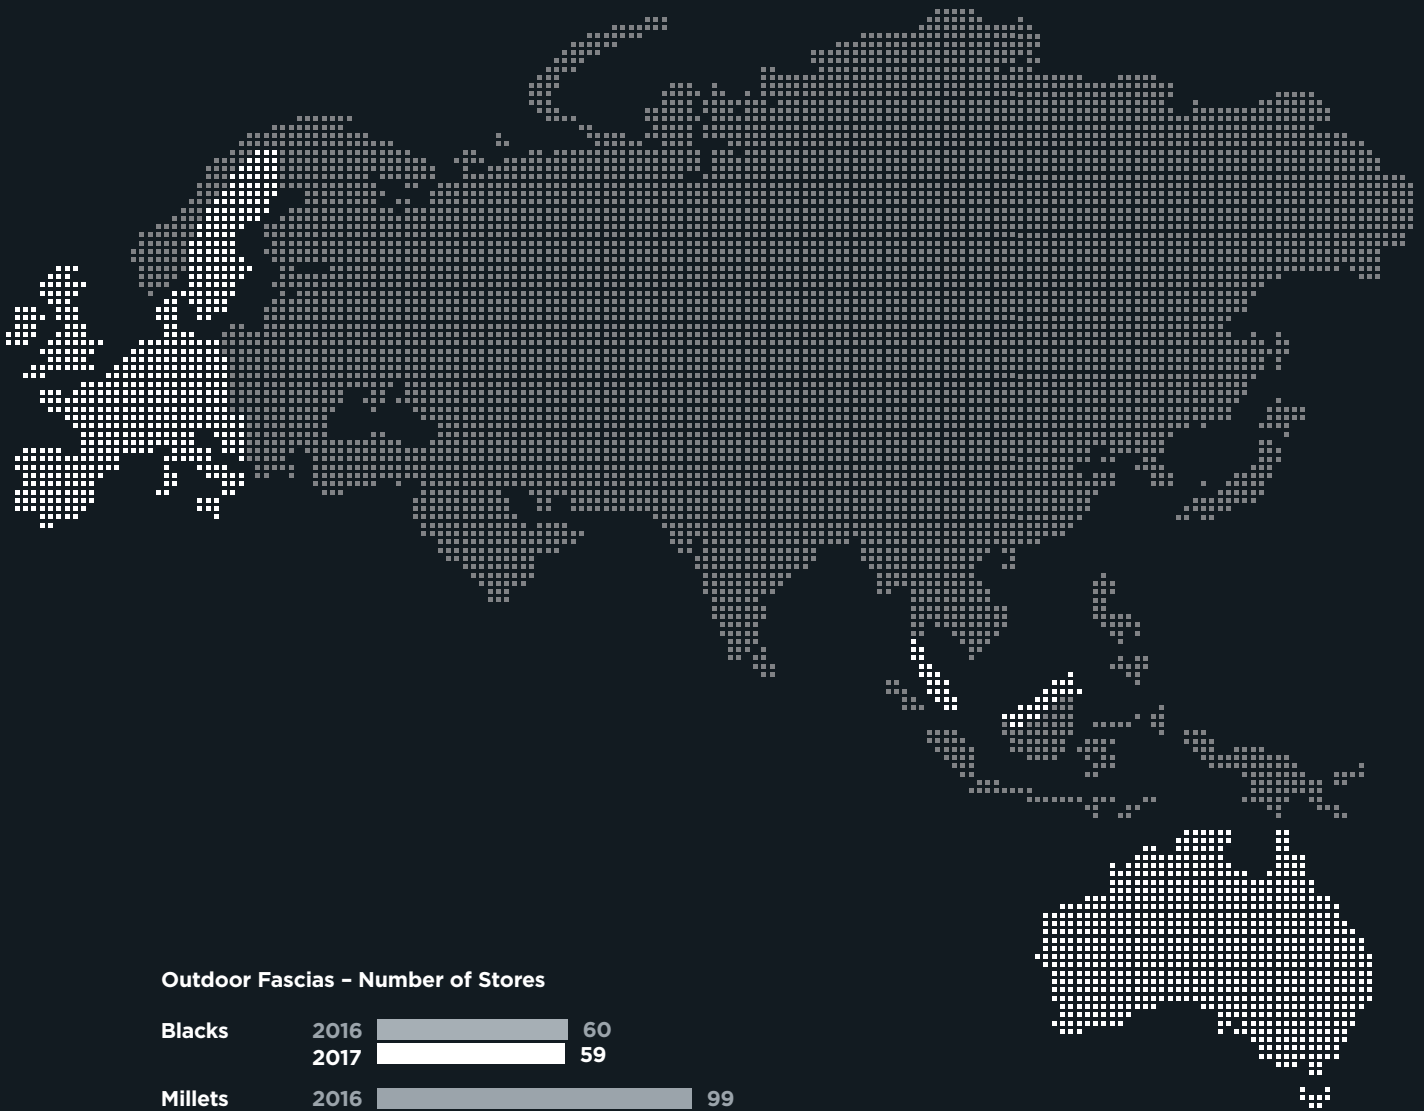 Outdoor Fascias – Number of Stores
Blacks 2016 60
2017 59
Millets 2016 99